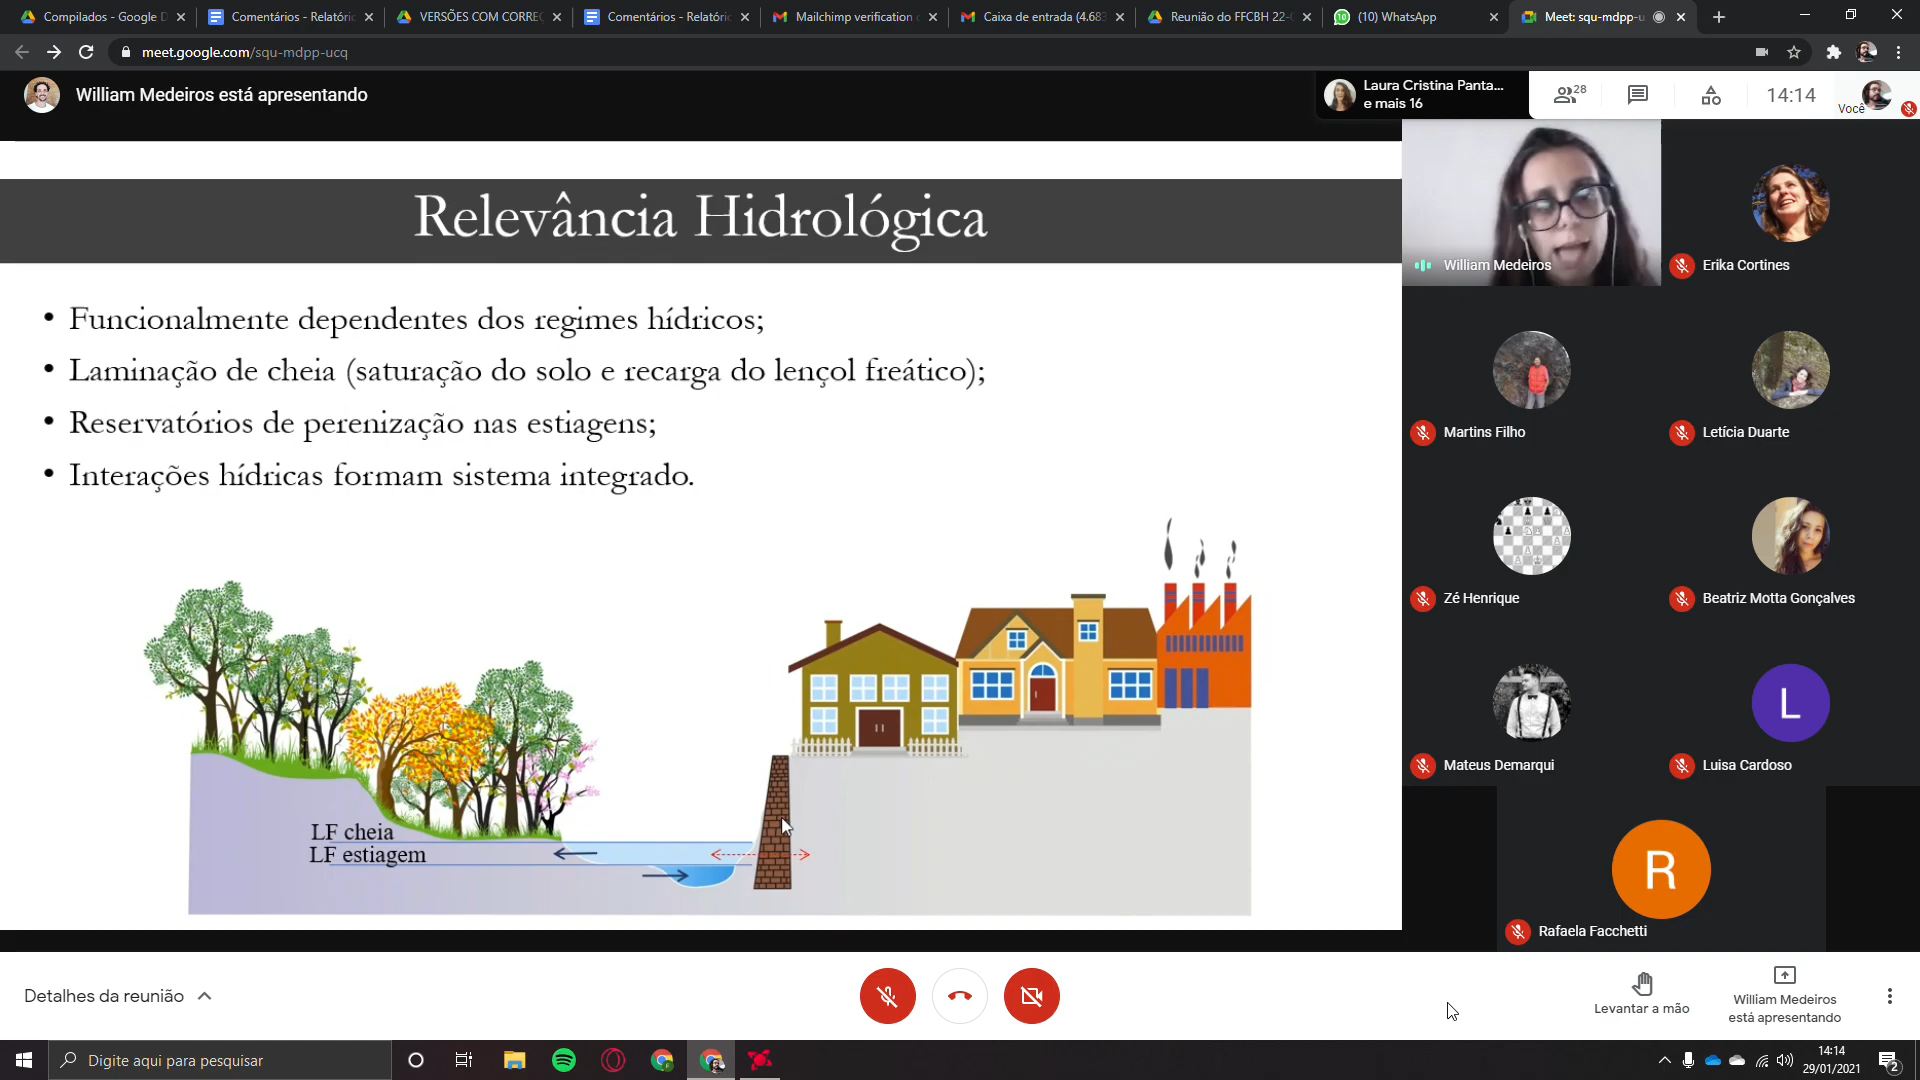 Compilados - Google D
Comentários - Relatóri
VERSÕES COM CORREÇ
Comentários - Relatóri
Mailchimp verification c
Caixa de entrada (4.683
Reunião do FFCBH 22-0
(10) WhatsApp
Meet: squ-mdpp-u
meet.google.com/squ-mdpp-ucq
William Medeiros está apresentando
Laura Cristina Panta...
e mais 16
28
14:14
Você
Relevância Hidrológica
• Funcionalmente dependentes dos regimes hídricos;
• Laminação de cheia (saturação do solo e recarga do lençol freático);
• Reservatórios de perenização nas estiagens;
• Interações hídricas formam sistema integrado.
LF cheia
LF estiagem
William Medeiros
Erika Cortines
Martins Filho
Letícia Duarte
Zé Henrique
Beatriz Motta Gonçalves
Mateus Demarqui
L
Luisa Cardoso
R
Rafaela Facchetti
Detalhes da reunião
Levantar a mão
William Medeiros
está apresentando
Digite aqui para pesquisar
14:14
29/01/2021
2